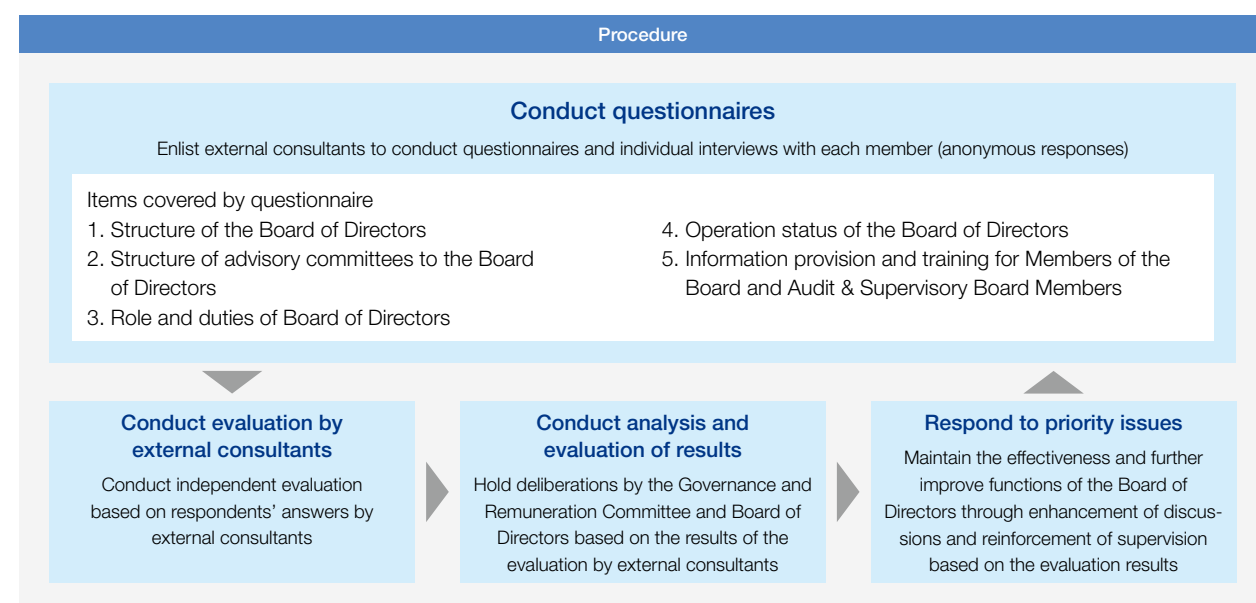 Procedure
Conduct questionnaires
Enlist external consultants to conduct questionnaires and individual interviews with each member (anonymous responses)
Items covered by questionnaire
1. Structure of the Board of Directors
2. Structure of advisory committees to the Board
of Directors
3. Role and duties of Board of Directors
4. Operation status of the Board of Directors
5. Information provision and training for Members of the
Board and Audit & Supervisory Board Members
Conduct evaluation by
external consultants
Conduct independent evaluation
based on respondents’ answers by
external consultants
Conduct analysis and
evaluation of results
Hold deliberations by the Governance and
Remuneration Committee and Board of
Directors based on the results of the
evaluation by external consultants
Respond to priority issues
Maintain the effectiveness and further
improve functions of the Board of
Directors through enhancement of discus-
sions and reinforcement of supervision
based on the evaluation results